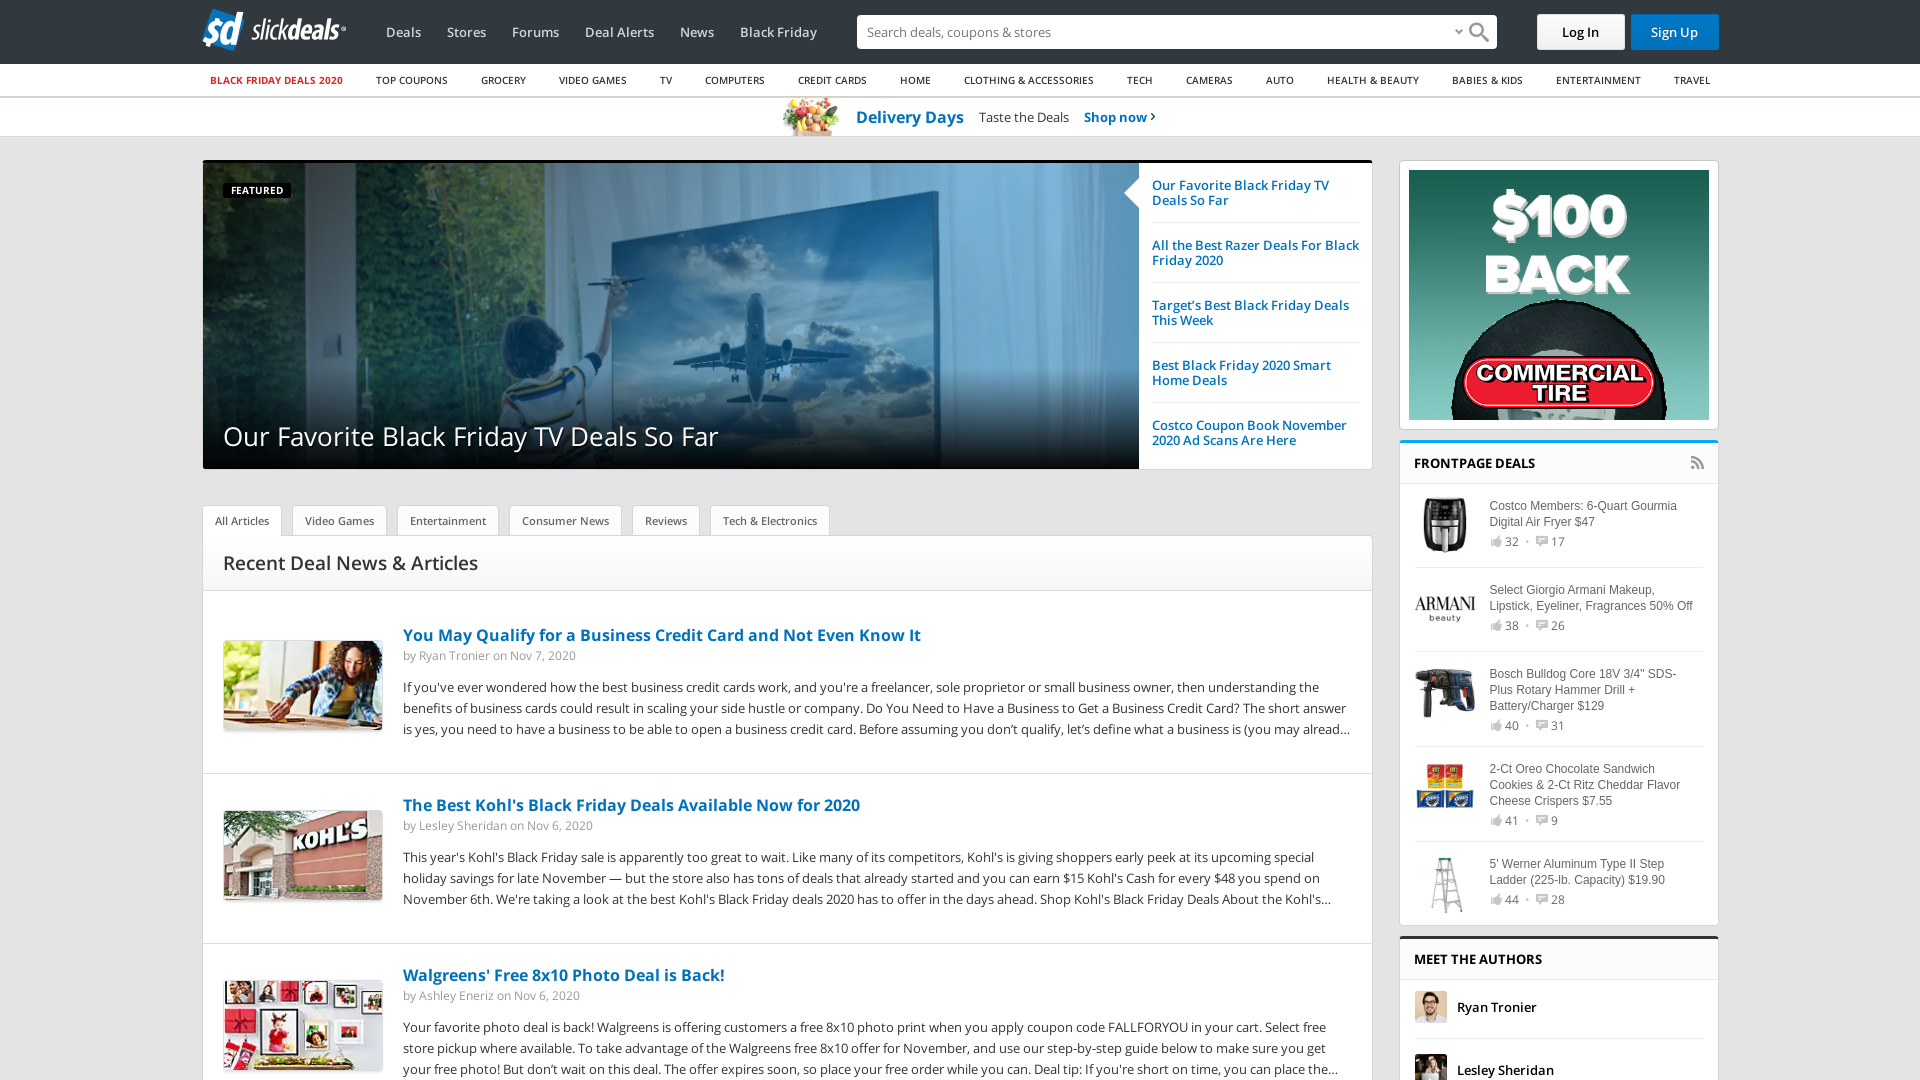 slickdeals
Deals
Stores
Forums
Deal Alerts
News
Black Friday
Search deals, coupons & stores
Log In
Sign Up
BLACK FRIDAY DEALS 2020
TOP COUPONS
GROCERY
VIDEO GAMES
TV
COMPUTERS
CREDIT CARDS
HOME
CLOTHING & ACCESSORIES
TECH
CAMERAS
AUTO
HEALTH & BEAUTY
BABIES & KIDS
ENTERTAINMENT
TRAVEL
Delivery Days Taste the Deals Shop now
FEATURED
Our Favorite Black Friday TV Deals So Far
Our Favorite Black Friday TV
Deals So Far
All the Best Razer Deals For Black
Friday 2020
Target’s Best Black Friday Deals
This Week
Best Black Friday 2020 Smart
Home Deals
Costco Coupon Book November
2020 Ad Scans Are Here
All Articles
Video Games
Entertainment
Consumer News
Reviews
Tech & Electronics
Recent Deal News & Articles
You May Qualify for a Business Credit Card and Not Even Know It
by Ryan Tronier on Nov 7, 2020
If you've ever wondered how the best business credit cards work, and you're a freelancer, sole proprietor or small business owner, then understanding the
benefits of business cards could result in scaling your side hustle or company. Do You Need to Have a Business to Get a Business Credit Card? The short answer
is yes, you need to have a business to be able to open a business credit card. Before assuming you don’t qualify, let’s define what a business is (you may alread…
KOHL'S
The Best Kohl's Black Friday Deals Available Now for 2020
by Lesley Sheridan on Nov 6, 2020
This year's Kohl's Black Friday sale is apparently too great to wait. Like many of its competitors, Kohl's is giving shoppers early peek at its upcoming special
holiday savings for late November — but the store also has tons of deals that already started and you can earn $15 Kohl's Cash for every $48 you spend on
November 6th. We're taking a look at the best Kohl's Black Friday deals 2020 has to offer in the days ahead. Shop Kohl's Black Friday Deals About the Kohl's…
Walgreens' Free 8x10 Photo Deal is Back!
by Ashley Eneriz on Nov 6, 2020
Your favorite photo deal is back! Walgreens is offering customers a free 8x10 photo print when you apply coupon code FALLFORYOU in your cart. Select free
store pickup where available. To take advantage of the Walgreens free 8x10 offer for November, and use our step-by-step guide below to make sure you get
your free photo! But don’t wait on this deal. The offer expires soon, so place your free order while you can. Deal tip: If you're short on time, you can place the…
$100
BACK
COMMERCIAL
TIRE
FRONTPAGE DEALS
Costco Members: 6-Quart Gourmia
Digital Air Fryer $47
32 • 17
ARMANI
beauty
Select Giorgio Armani Makeup,
Lipstick, Eyeliner, Fragrances 50% Off
38 • 26
Bosch Bulldog Core 18V 3/4" SDS-
Plus Rotary Hammer Drill +
Battery/Charger $129
40 • 31
2-Ct Oreo Chocolate Sandwich
Cookies & 2-Ct Ritz Cheddar Flavor
Cheese Crispers $7.55
41 • 9
5' Werner Aluminum Type II Step
Ladder (225-lb. Capacity) $19.90
44 • 28
MEET THE AUTHORS
Ryan Tronier
Lesley Sheridan